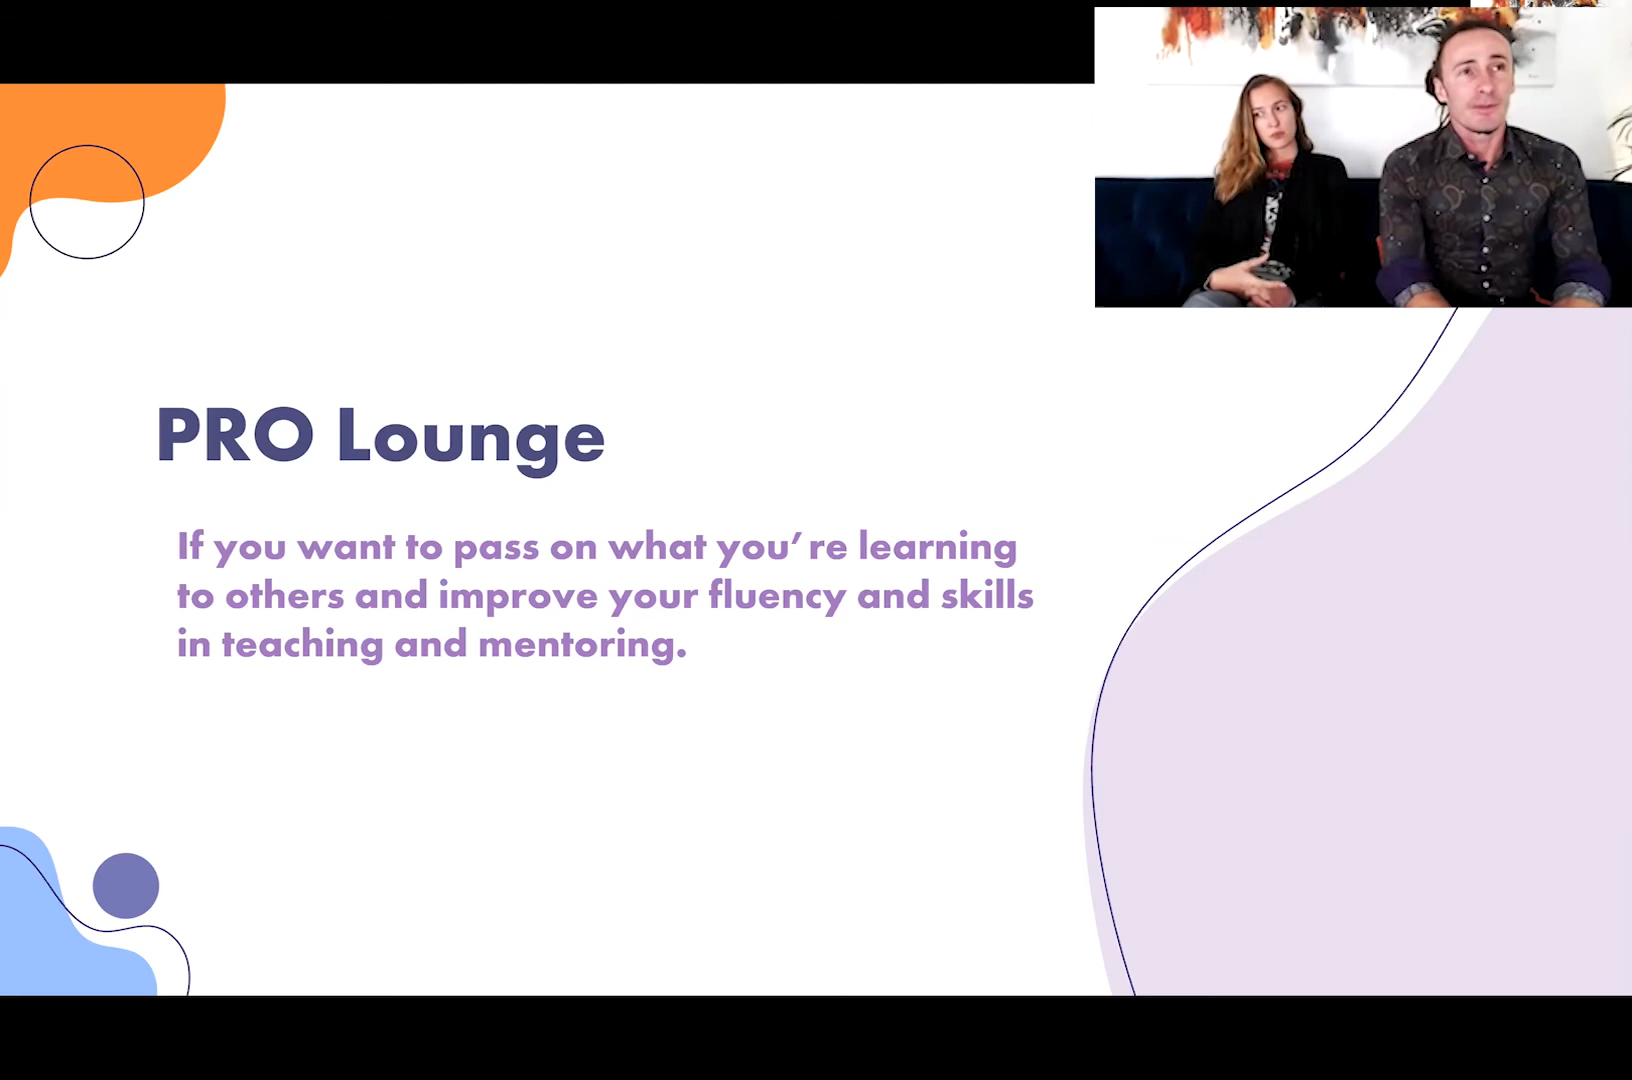 PRO Lounge
If you want to pass on what you’re learning
to others and improve your fluency and skills
in teaching and mentoring.